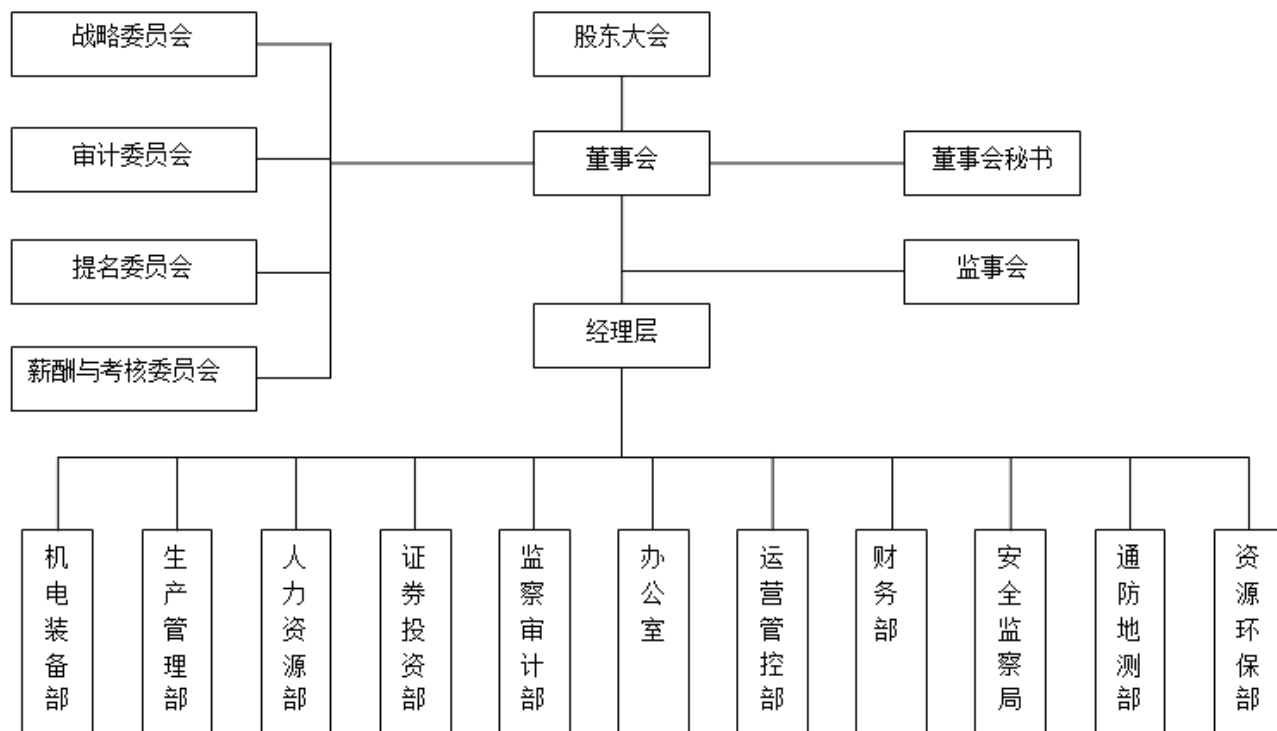 战略委员会
股东大会
审计委员会
董事会
董事会秘书
提名委员会
监事会
经理层
薪酬与考核委员会
机电装备部
生产管理部
人力资源部
证券投资部
监察审计部
办公室
运营管控部
财务部
安全监察局
通防地测部
资源环保部